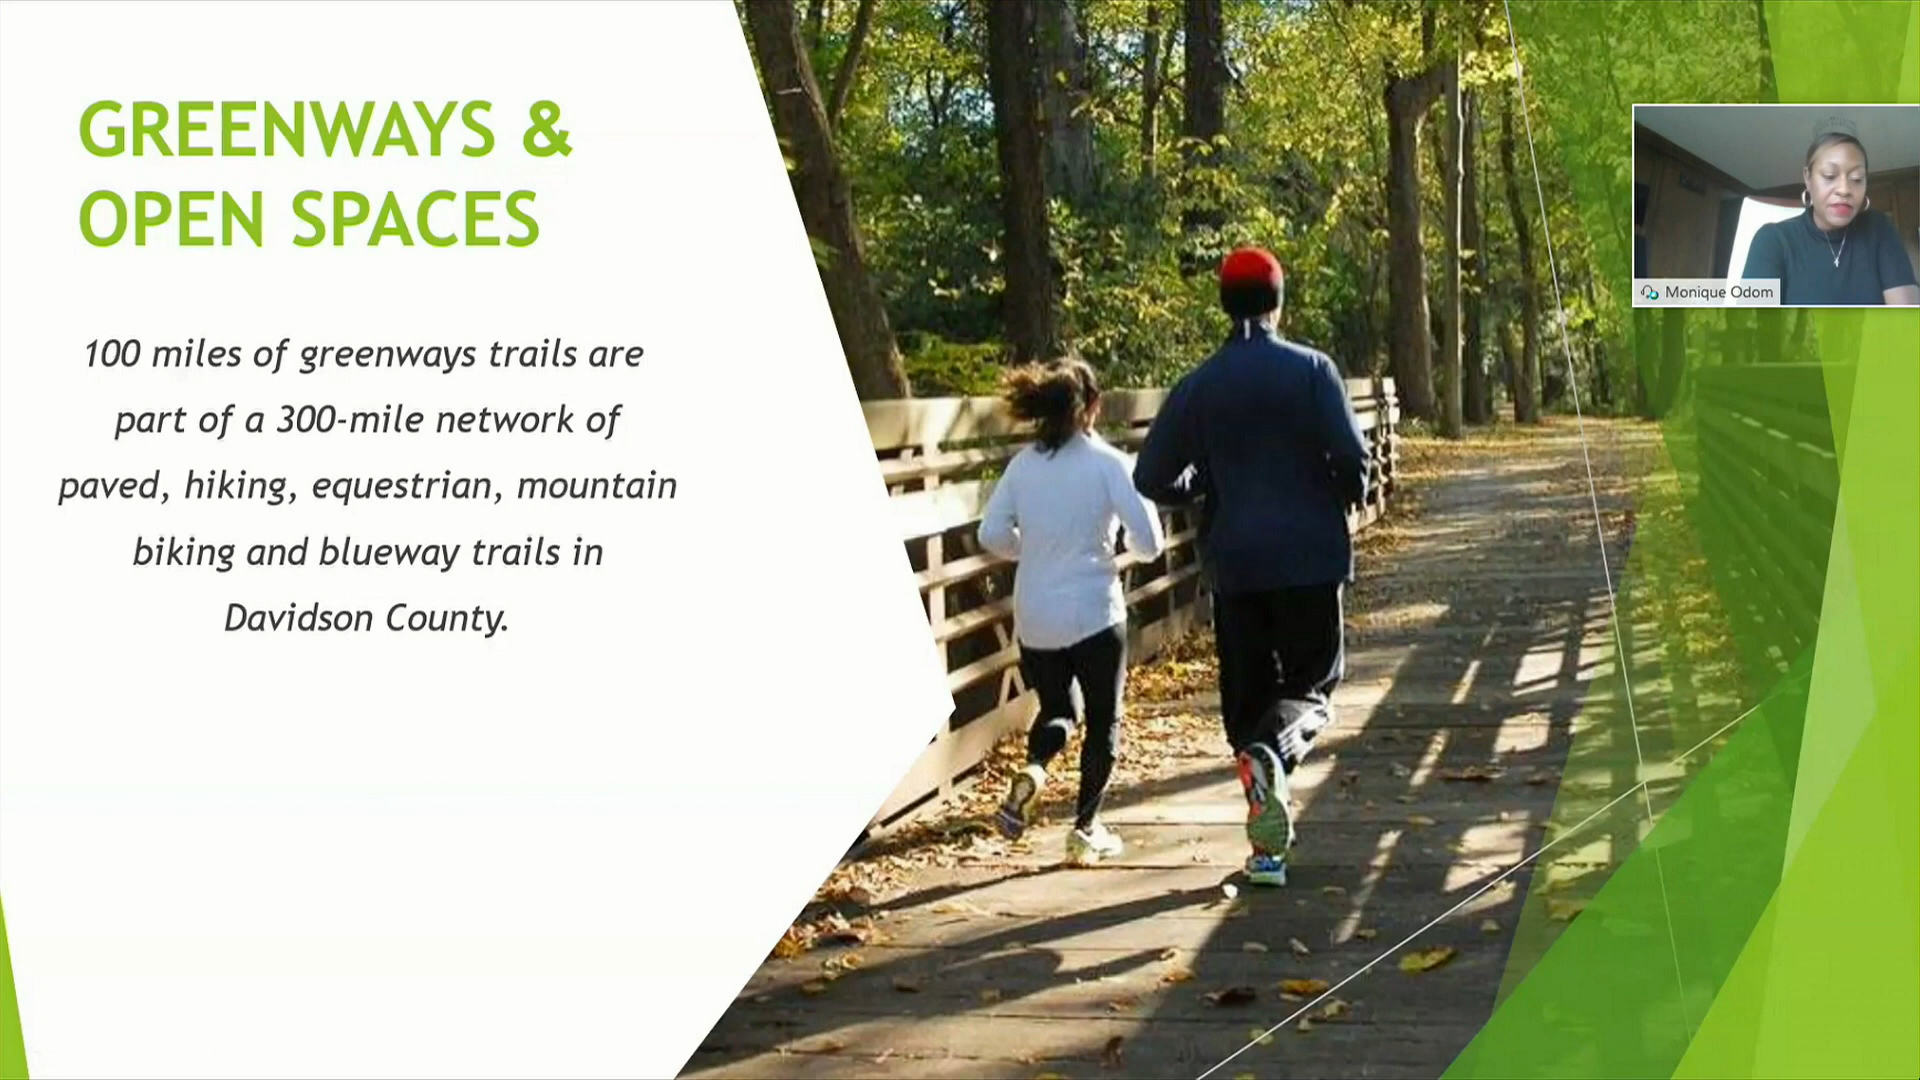 GREENWAYS &
OPEN SPACES
100 miles of greenways trails are
part of a 300-mile network of
paved, hiking, equestrian, mountain
biking and blueway trails in
Davidson County.
Monique Odom